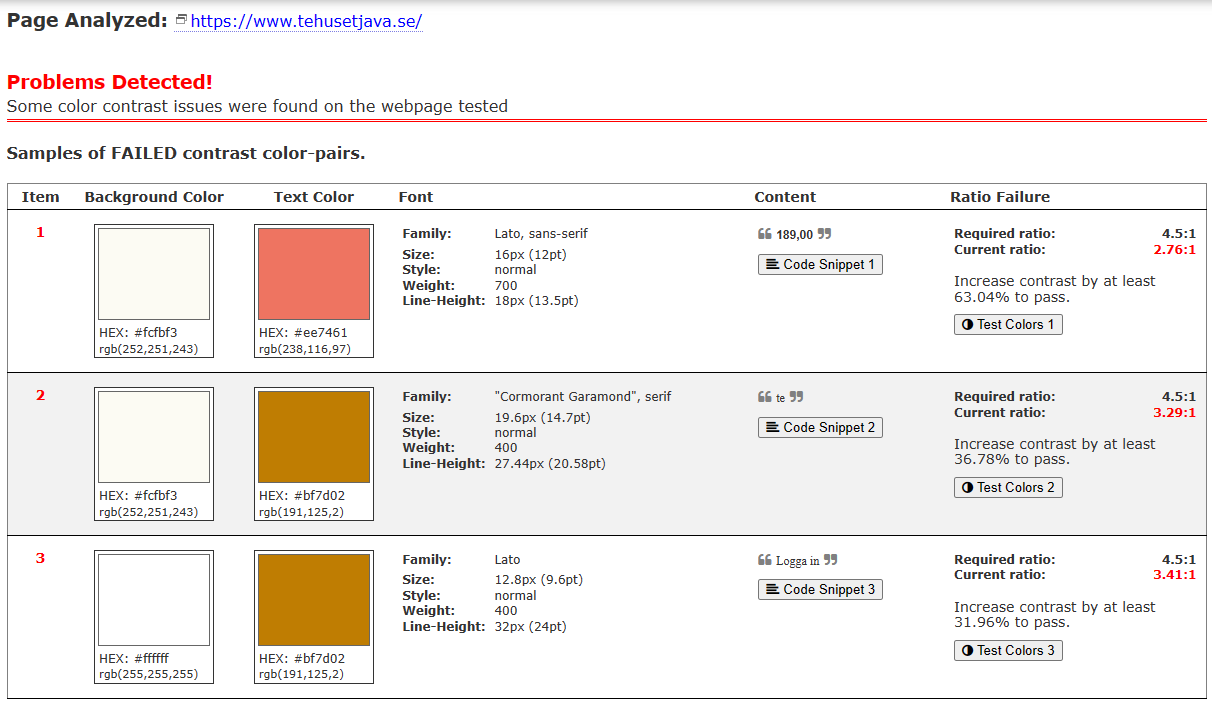 Page Analyzed: https://www.tehusetjava.se/
Problems Detected!
Some color contrast issues were found on the webpage tested
Samples of FAILED contrast color-pairs.
Item Background Color Text Color Font Content Ratio Failure
1
HEX: #fcfbf3
rgb(252,251,243)
HEX: #ee7461
rgb(238,116,97)
Family: Lato, sans-serif
Size: 16px (12pt)
Style: normal
Weight: 700
Line-Height: 18px (13.5pt)
❝ 189,00 ❞
Code Snippet 1
Required ratio: 4.5:1
Current ratio: 2.76:1
Increase contrast by at least
63.04% to pass.
Test Colors 1
2
HEX: #fcfbf3
rgb(252,251,243)
HEX: #bf7d02
rgb(191,125,2)
Family: "Cormorant Garamond", serif
Size: 19.6px (14.7pt)
Style: normal
Weight: 400
Line-Height: 27.44px (20.58pt)
❝ te ❞
Code Snippet 2
Required ratio: 4.5:1
Current ratio: 3.29:1
Increase contrast by at least
36.78% to pass.
Test Colors 2
3
HEX: #ffffff
rgb(255,255,255)
HEX: #bf7d02
rgb(191,125,2)
Family: Lato
Size: 12.8px (9.6pt)
Style: normal
Weight: 400
Line-Height: 32px (24pt)
❝ Logga in ❞
Code Snippet 3
Required ratio: 4.5:1
Current ratio: 3.41:1
Increase contrast by at least
31.96% to pass.
Test Colors 3